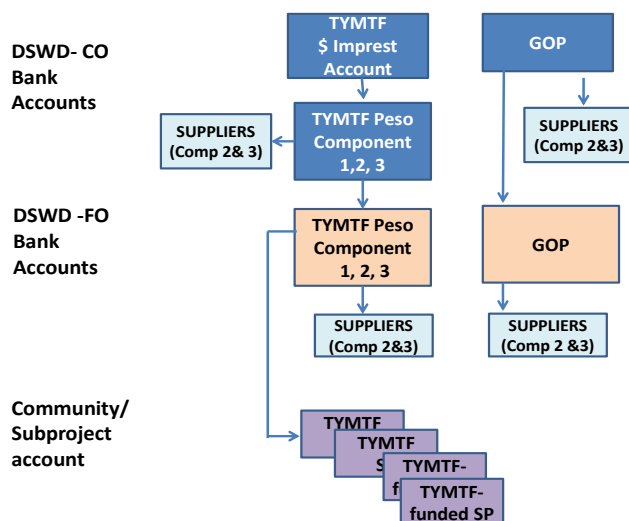 DSWD- CO
Bank
Accounts
TYMTF
$ Imprest
Account
GOP
SUPPLIERS
(Comp 2& 3)
TYMTF Peso
Component
1,2, 3
SUPPLIERS
(Comp 2&3)
DSWD -FO
Bank
Accounts
TYMTF Peso
Component
1, 2, 3
GOP
SUPPLIERS
(Comp 2&3)
SUPPLIERS
(Comp 2 &3)
Community/
Subproject
account
TYMTF
TYMTF
S
TYMTF-
fu
TYMTF-
funded SP